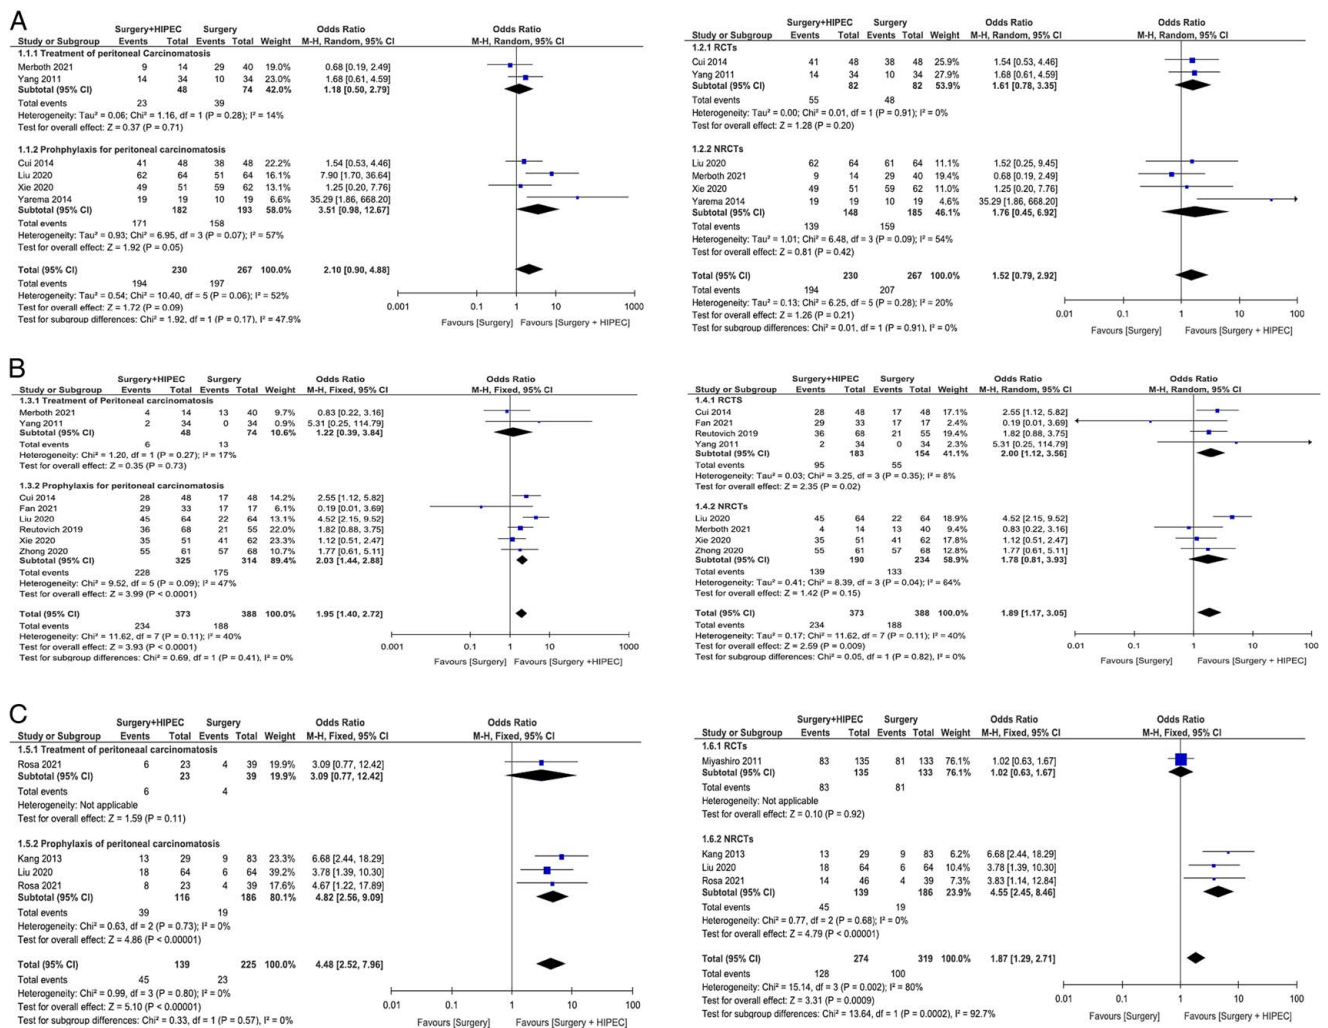 A
Surgery+HIPEC Surgery Odds Ratio Odds Ratio
Study or Subgroup Events Total Events Total Weight M-H, Random, 95% CI M-H, Random, 95% CI
1.1.1 Treatment of peritoneal Carcinomatosis
Merboth 2021 9 14 29 40 19.0% 0.68 [0.19, 2.49]
Yang 2011 14 34 10 34 23.0% 1.68 [0.61, 4.59]
Subtotal (95% CI) 48 74 42.0% 1.18 [0.50, 2.79]
Total events 23 39
Heterogeneity: Tau² = 0.06; Chi² = 1.16, df = 1 (P = 0.28); I² = 14%
Test for overall effect: Z = 0.37 (P = 0.71)
1.1.2 Prohphylaxis for peritoneal carcinomatosis
Cui 2014 41 48 38 48 22.2% 1.54 [0.53, 4.46]
Liu 2020 62 64 51 64 16.1% 7.90 [1.70, 36.64]
Xie 2020 49 51 59 62 13.1% 1.25 [0.20, 7.76]
Yarema 2014 19 19 10 19 6.6% 35.29 [1.86, 668.20]
Subtotal (95% CI) 182 193 58.0% 3.51 [0.98, 12.67]
Total events 171 158
Heterogeneity: Tau² = 0.93; Chi² = 6.95, df = 3 (P = 0.07); I² = 57%
Test for overall effect: Z = 1.92 (P = 0.05)
Total (95% CI) 230 267 100.0% 2.10 [0.90, 4.88]
Total events 194 197
Heterogeneity: Tau² = 0.54; Chi² = 10.40, df = 5 (P = 0.06); I² = 52%
Test for overall effect: Z = 1.72 (P = 0.09)
Test for subgroup differences: Chi² = 1.92, df = 1 (P = 0.17), I² = 47.9%
0.001 0.1 1 10 1000
Favours [Surgery] Favours [Surgery + HIPEC]
Surgery+HIPEC Surgery Odds Ratio Odds Ratio
Study or Subgroup Events Total Events Total Weight M-H, Random, 95% CI M-H, Random, 95% CI
1.2.1 RCTs
Cui 2014 41 48 38 48 25.9% 1.54 [0.53, 4.46]
Yang 2011 14 34 10 34 27.9% 1.68 [0.61, 4.59]
Subtotal (95% CI) 82 82 53.9% 1.61 [0.78, 3.35]
Total events 55 48
Heterogeneity: Tau² = 0.00; Chi² = 0.01, df = 1 (P = 0.91); I² = 0%
Test for overall effect: Z = 1.28 (P = 0.20)
1.2.2 NRCTs
Liu 2020 62 64 61 64 11.1% 1.52 [0.25, 9.45]
Merboth 2021 9 14 29 40 19.2% 0.68 [0.19, 2.49]
Xie 2020 49 51 59 62 11.2% 1.25 [0.20, 7.76]
Yarema 2014 19 19 10 19 4.6% 35.29 [1.86, 668.20]
Subtotal (95% CI) 148 185 46.1% 1.76 [0.45, 6.92]
Total events 139 159
Heterogeneity: Tau² = 1.01; Chi² = 6.48, df = 3 (P = 0.09); I² = 54%
Test for overall effect: Z = 0.81 (P = 0.42)
Total (95% CI) 230 267 100.0% 1.52 [0.79, 2.92]
Total events 194 207
Heterogeneity: Tau² = 0.13; Chi² = 6.25, df = 5 (P = 0.28); I² = 20%
Test for overall effect: Z = 1.26 (P = 0.21)
Test for subgroup differences: Chi² = 0.01, df = 1 (P = 0.91), I² = 0%
0.01 0.1 1 10 100
Favours [Surgery] Favours [Surgery + HIPEC]
B
Surgery+HIPEC Surgery Odds Ratio Odds Ratio
Study or Subgroup Events Total Events Total Weight M-H, Fixed, 95% CI M-H, Fixed, 95% CI
1.3.1 Treatment of Peritoneal carcinomatosis
Merboth 2021 4 14 13 40 9.7% 0.83 [0.22, 3.16]
Yang 2011 2 34 0 34 0.9% 5.31 [0.25, 114.79]
Subtotal (95% CI) 48 74 10.6% 1.22 [0.39, 3.84]
Total events 6 13
Heterogeneity: Chi² = 1.20, df = 1 (P = 0.27); I² = 17%
Test for overall effect: Z = 0.35 (P = 0.73)
1.3.2 Prophylaxis for peritoneal carcinomatosis
Cui 2014 28 48 17 48 14.2% 2.55 [1.12, 5.82]
Fan 2021 29 33 17 17 6.1% 0.19 [0.01, 3.69]
Liu 2020 45 64 22 64 13.1% 4.52 [2.15, 9.52]
Reutovich 2019 36 68 21 55 22.0% 1.82 [0.88, 3.75]
Xie 2020 35 51 41 62 23.3% 1.12 [0.51, 2.47]
Zhong 2020 55 61 57 68 10.7% 1.77 [0.61, 5.11]
Subtotal (95% CI) 325 314 89.4% 2.03 [1.44, 2.88]
Total events 228 175
Heterogeneity: Chi² = 9.52, df = 5 (P = 0.09); I² = 47%
Test for overall effect: Z = 3.99 (P < 0.0001)
Total (95% CI) 373 388 100.0% 1.95 [1.40, 2.72]
Total events 234 188
Heterogeneity: Chi² = 11.62, df = 7 (P = 0.11); I² = 40%
Test for overall effect: Z = 3.93 (P < 0.0001)
Test for subgroup differences: Chi² = 0.69, df = 1 (P = 0.41), I² = 0%
0.001 0.1 1 10 1000
Favours [Surgery] Favours [Surgery + HIPEC]
Surgery+HIPEC Surgery Odds Ratio Odds Ratio
Study or Subgroup Events Total Events Total Weight M-H, Random, 95% CI M-H, Random, 95% CI
1.4.1 RCTS
Cui 2014 28 48 17 48 17.1% 2.55 [1.12, 5.82]
Fan 2021 29 33 17 17 2.3% 0.19 [0.01, 3.69]
Reutovich 2019 36 68 21 55 19.4% 1.82 [0.88, 3.75]
Yang 2011 2 34 0 34 2.2% 5.31 [0.25, 114.79]
Subtotal (95% CI) 183 154 41.1% 2.00 [1.12, 3.56]
Total events 95 55
Heterogeneity: Tau² = 0.03; Chi² = 3.25, df = 3 (P = 0.35); I² = 8%
Test for overall effect: Z = 2.35 (P = 0.02)
1.4.2 NRCTs
Liu 2020 45 64 22 64 18.9% 4.52 [2.15, 9.52]
Merboth 2021 4 14 13 40 9.2% 0.83 [0.22, 3.16]
Xie 2020 35 51 41 62 17.8% 1.12 [0.51, 2.47]
Zhong 2020 55 61 57 68 13.0% 1.77 [0.61, 5.11]
Subtotal (95% CI) 190 234 58.9% 1.78 [0.81, 3.93]
Total events 139 133
Heterogeneity: Tau² = 0.41; Chi² = 8.39, df = 3 (P = 0.04); I² = 64%
Test for overall effect: Z = 1.42 (P = 0.15)
Total (95% CI) 373 388 100.0% 1.89 [1.17, 3.05]
Total events 234 188
Heterogeneity: Tau² = 0.17; Chi² = 11.62, df = 7 (P = 0.11); I² = 40%
Test for overall effect: Z = 2.59 (P = 0.009)
Test for subgroup differences: Chi² = 0.05, df = 1 (P = 0.82), I² = 0%
0.01 0.1 1 10 100
Favours [Surgery] Favours [Surgery + HIPEC]
C
Surgery+HIPEC Surgery Odds Ratio Odds Ratio
Study or Subgroup Events Total Events Total Weight M-H, Fixed, 95% CI M-H, Fixed, 95% CI
1.5.1 Treatment of peritoneaal carcinomatosis
Rosa 2021 6 23 4 39 19.9% 3.09 [0.77, 12.42]
Subtotal (95% CI) 23 39 19.9% 3.09 [0.77, 12.42]
Total events 6 4
Heterogeneity: Not applicable
Test for overall effect: Z = 1.59 (P = 0.11)
1.5.2 Prophylaxis of peritoneal carcinomatosis
Kang 2013 13 29 9 83 23.3% 6.68 [2.44, 18.29]
Liu 2020 18 64 6 64 39.2% 3.78 [1.39, 10.30]
Rosa 2021 8 23 4 39 17.6% 4.67 [1.22, 17.89]
Subtotal (95% CI) 116 186 80.1% 4.82 [2.56, 9.09]
Total events 39 19
Heterogeneity: Chi² = 0.63, df = 2 (P = 0.73); I² = 0%
Test for overall effect: Z = 4.86 (P < 0.00001)
Total (95% CI) 139 225 100.0% 4.48 [2.52, 7.96]
Total events 45 23
Heterogeneity: Chi² = 0.99, df = 3 (P = 0.80); I² = 0%
Test for overall effect: Z = 5.10 (P < 0.00001)
Test for subgroup differences: Chi² = 0.33, df = 1 (P = 0.57), I² = 0%
0.01 0.1 1 10 100
Favours [Surgery] Favours [Surgery + HIPEC]
Surgery+HIPEC Surgery Odds Ratio Odds Ratio
Study or Subgroup Events Total Events Total Weight M-H, Fixed, 95% CI M-H, Fixed, 95% CI
1.6.1 RCTs
Miyashiro 2011 83 135 81 133 76.1% 1.02 [0.63, 1.67]
Subtotal (95% CI) 135 133 76.1% 1.02 [0.63, 1.67]
Total events 83 81
Heterogeneity: Not applicable
Test for overall effect: Z = 0.10 (P = 0.92)
1.6.2 NRCTs
Kang 2013 13 29 9 83 6.2% 6.68 [2.44, 18.29]
Liu 2020 18 64 6 64 10.4% 3.78 [1.39, 10.30]
Rosa 2021 14 46 4 39 7.3% 3.83 [1.14, 12.84]
Subtotal (95% CI) 139 186 23.9% 4.55 [2.45, 8.46]
Total events 45 19
Heterogeneity: Chi² = 0.77, df = 2 (P = 0.68); I² = 0%
Test for overall effect: Z = 4.79 (P < 0.00001)
Total (95% CI) 274 319 100.0% 1.87 [1.29, 2.71]
Total events 128 100
Heterogeneity: Chi² = 15.14, df = 3 (P = 0.002); I² = 80%
Test for overall effect: Z = 3.31 (P = 0.0009)
Test for subgroup differences: Chi² = 13.64, df = 1 (P = 0.0002), I² = 92.7%
0.01 0.1 1 10 100
Favours [Surgery] Favours [Surgery + HIPEC]